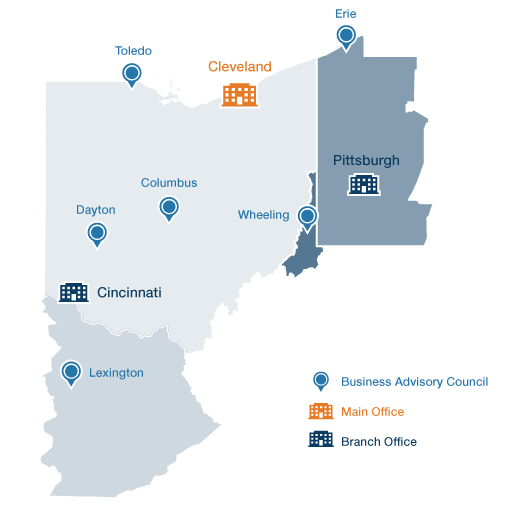 Erie
Toledo
Cleveland
Pittsburgh
Columbus
Dayton
Wheeling
Cincinnati
Lexington
Business Advisory Council
Main Office
Branch Office